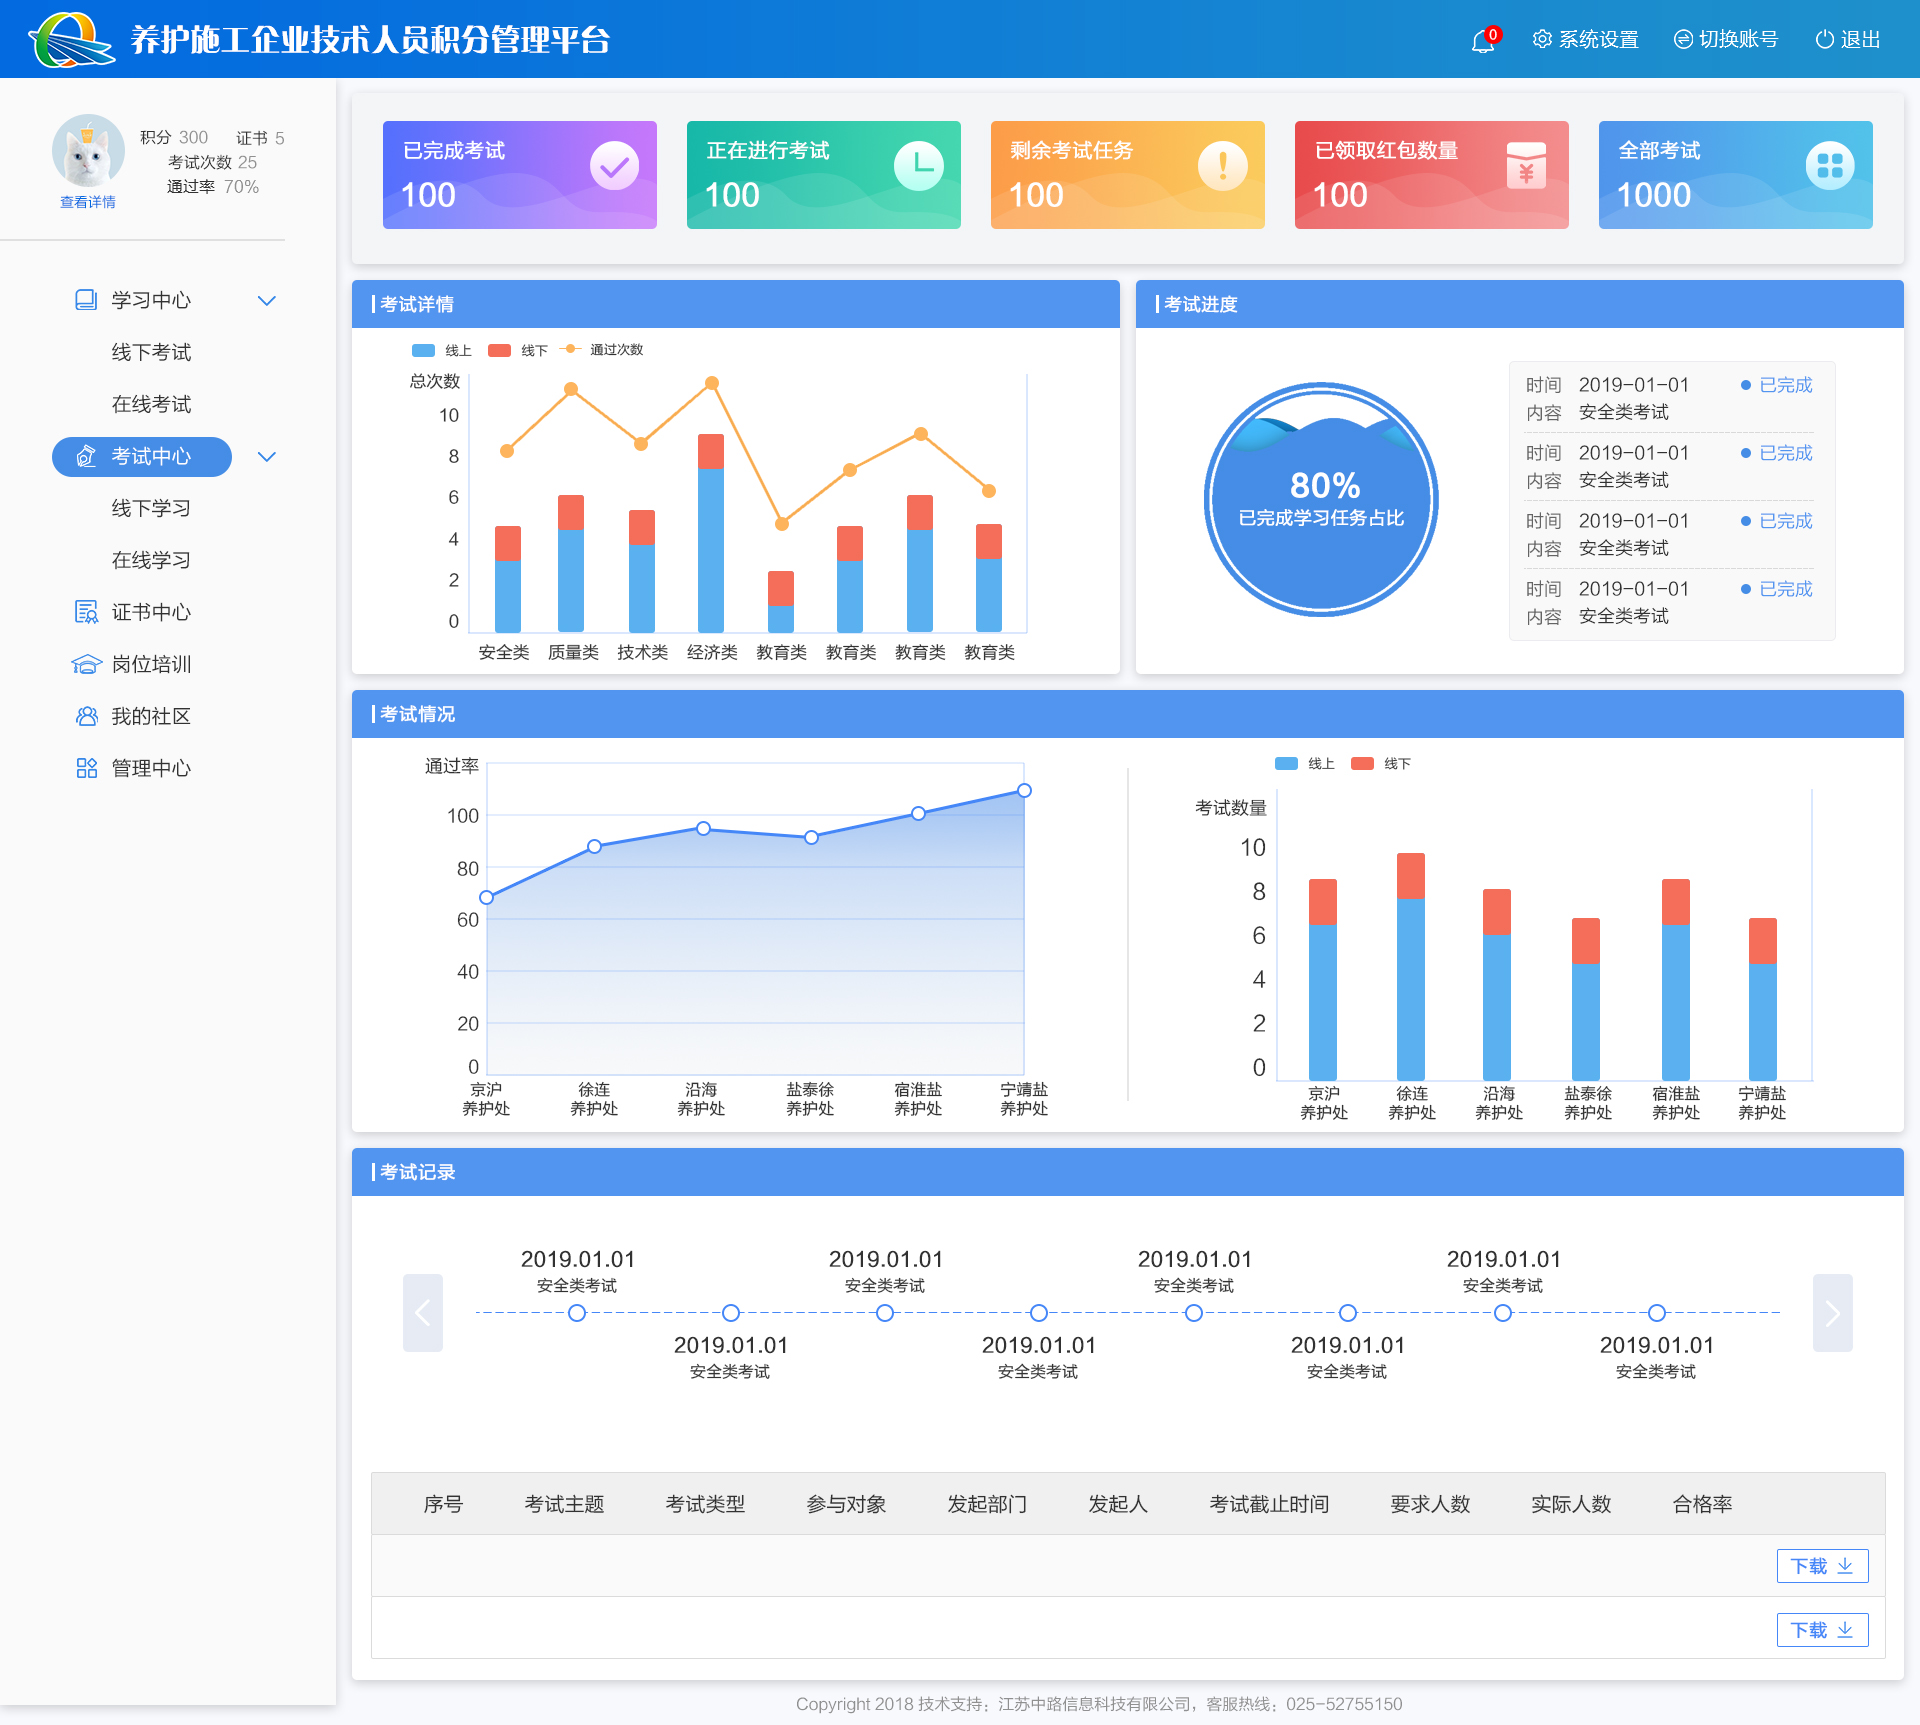 养护施工企业技术人员积分管理平台
0
系统设置
切换账号
退出
积分 300 证书 5
考试次数 25
通过率 70%
查看详情
学习中心
线下考试
在线考试
考试中心
线下学习
在线学习
证书中心
岗位培训
我的社区
管理中心
已完成考试
100
正在进行考试
100
剩余考试任务
100
已领取红包数量
¥
100
全部考试
1000
考试详情
线上 线下 通过次数
总次数
10
8
6
4
2
0
安全类 质量类 技术类 经济类 教育类 教育类 教育类 教育类
考试进度
80%
已完成学习任务占比
时间 2019-01-01 已完成
内容 安全类考试
时间 2019-01-01 已完成
内容 安全类考试
时间 2019-01-01 已完成
内容 安全类考试
时间 2019-01-01 已完成
内容 安全类考试
考试情况
通过率
100
80
60
40
20
0
京沪 徐连 沿海 盐泰徐 宿淮盐 宁靖盐
养护处 养护处 养护处 养护处 养护处 养护处
线上 线下
考试数量
10
8
6
4
2
0
京沪 徐连 沿海 盐泰徐 宿淮盐 宁靖盐
养护处 养护处 养护处 养护处 养护处 养护处
考试记录
2019.01.01 2019.01.01 2019.01.01 2019.01.01
安全类考试 安全类考试 安全类考试 安全类考试
2019.01.01 2019.01.01 2019.01.01 2019.01.01
安全类考试 安全类考试 安全类考试 安全类考试
序号 考试主题 考试类型 参与对象 发起部门 发起人 考试截止时间 要求人数 实际人数 合格率
下载
下载
Copyright 2018 技术支持：江苏中路信息科技有限公司，客服热线：025-52755150